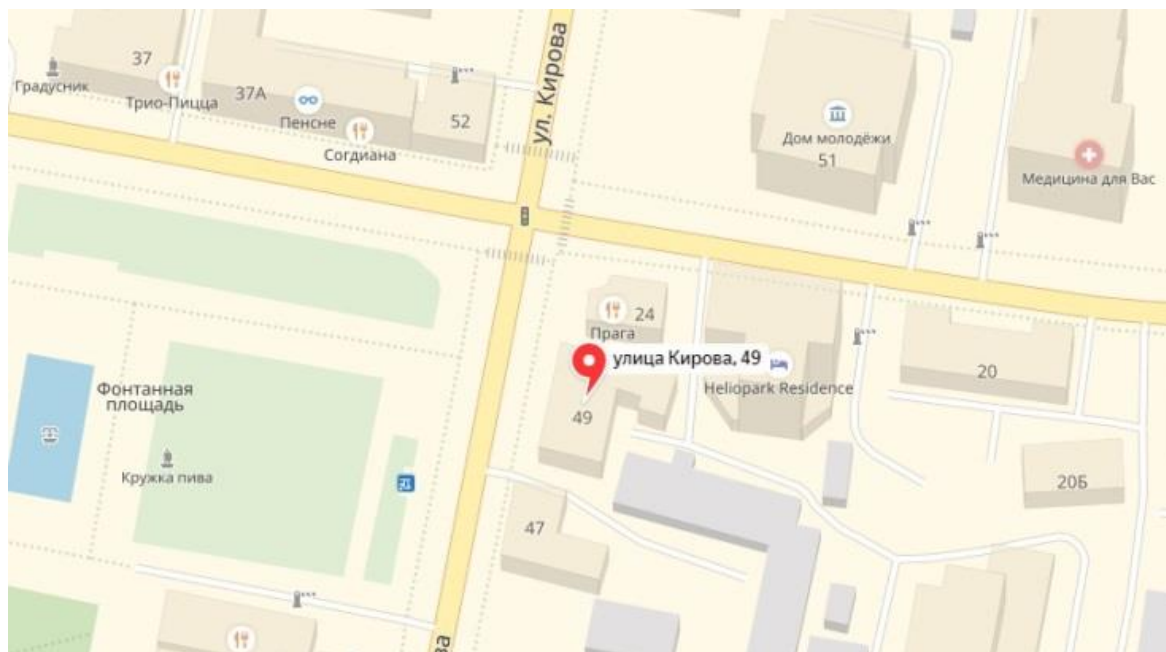 ул. Кирова
37
Градусник
Трио-Пицца
37А
Пенсне
52
Согдиана
Дом молодёжи
51
Медицина для Вас
24
Прага
улица Кирова, 49
Heliopark Residence
20
Фонтанная
площадь
49
Кружка пива
20Б
47
ва